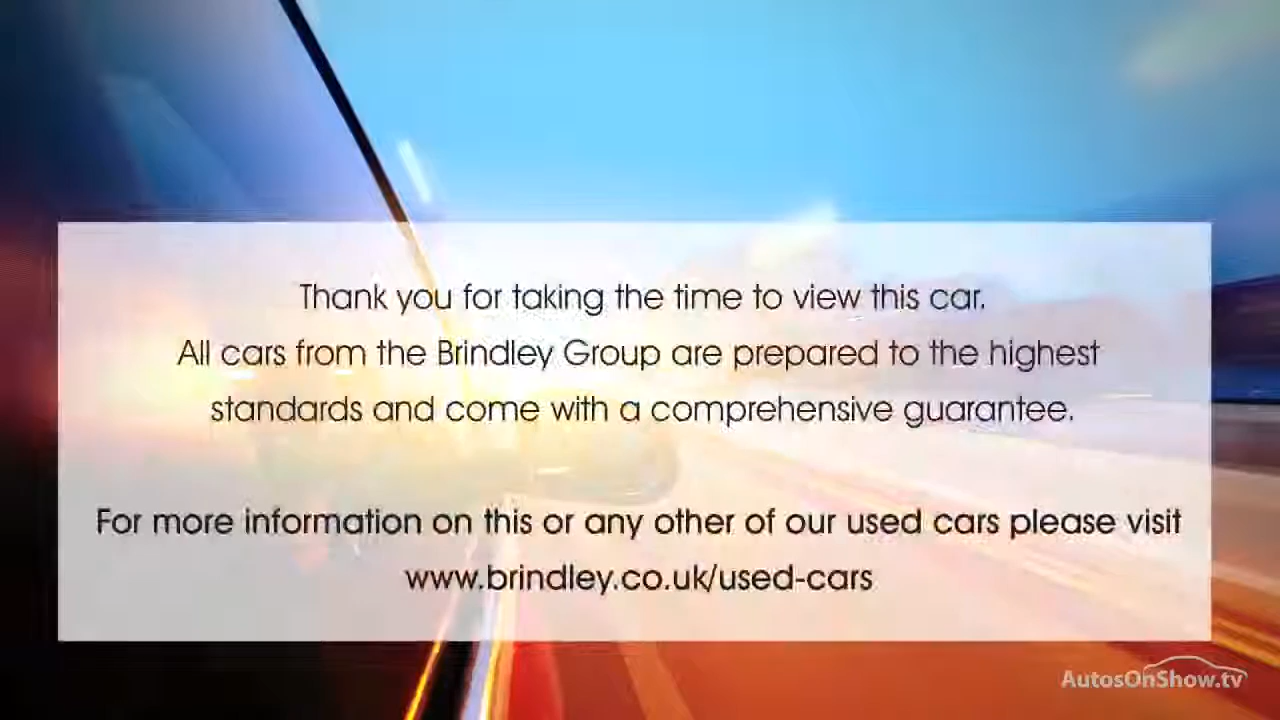 Thank you for taking the time to view this car.
All cars from the Brindley Group are prepared to the highest
standards and come with a comprehensive guarantee.
For more information on this or any other of our used cars please visit
www.brindley.co.uk/used-cars
AutosOnShow.tv